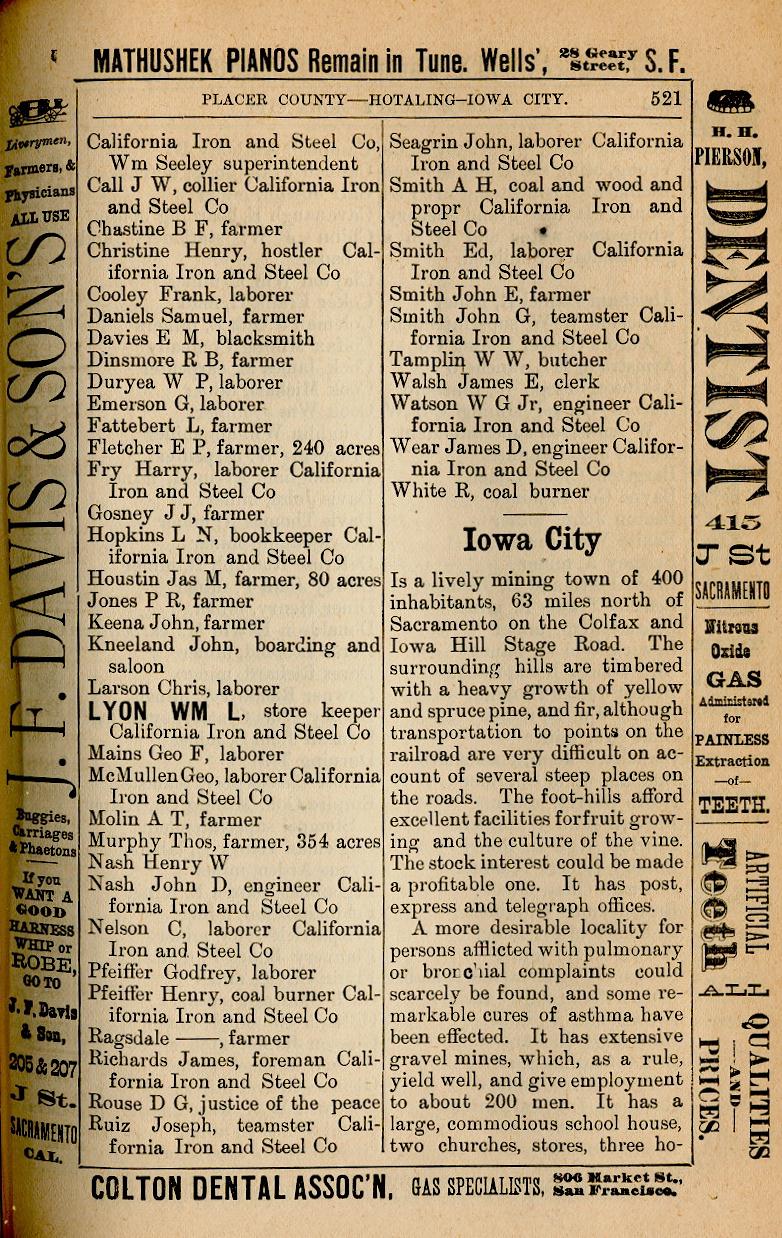 MATHUSHEK PIANOS Remain in Tune. Wells', 28 Geary Street, S. F.
PLACER COUNTY—HOTALING—IOWA CITY. 521
Liverymen,
Farmers, &
Physicians
ALL USE
J. F. DAVIS & SON'S
Buggies,
Carriages
& Phaetons
If you
WANT A
GOOD
HARNESS
WHIP or
ROBE,
GO TO
J. F. Davis
& Son,
205 & 207
J St.
SACRAMENTO
CAL.
California Iron and Steel Co,
Wm Seeley superintendent
Call J W, collier California Iron
and Steel Co
Chastine B F, farmer
Christine Henry, hostler Cal-
ifornia Iron and Steel Co
Cooley Frank, laborer
Daniels Samuel, farmer
Davies E M, blacksmith
Dinsmore R B, farmer
Duryea W P, laborer
Emerson G, laborer
Fattebert L, farmer
Fletcher E P, farmer, 240 acres
Fry Harry, laborer California
Iron and Steel Co
Gosney J J, farmer
Hopkins L N, bookkeeper Cal-
ifornia Iron and Steel Co
Houstin Jas M, farmer, 80 acres
Jones P R, farmer
Keena John, farmer
Kneeland John, boarding and
saloon
Larson Chris, laborer
LYON WM L, store keeper
California Iron and Steel Co
Mains Geo F, laborer
McMullen Geo, laborer California
Iron and Steel Co
Molin A T, farmer
Murphy Thos, farmer, 354 acres
Nash Henry W
Nash John D, engineer Cali-
fornia Iron and Steel Co
Nelson C, laborer California
Iron and Steel Co
Pfeiffer Godfrey, laborer
Pfeiffer Henry, coal burner Cal-
ifornia Iron and Steel Co
Ragsdale ——, farmer
Richards James, foreman Cali-
fornia Iron and Steel Co
Rouse D G, justice of the peace
Ruiz Joseph, teamster Cali-
fornia Iron and Steel Co
Seagrin John, laborer California
Iron and Steel Co
Smith A H, coal and wood and
propr California Iron and
Steel Co
Smith Ed, laborer California
Iron and Steel Co
Smith John E, farmer
Smith John G, teamster Cali-
fornia Iron and Steel Co
Tamplin W W, butcher
Walsh James E, clerk
Watson W G Jr, engineer Cali-
fornia Iron and Steel Co
Wear James D, engineer Califor-
nia Iron and Steel Co
White R, coal burner
Iowa City
Is a lively mining town of 400
inhabitants, 63 miles north of
Sacramento on the Colfax and
Iowa Hill Stage Road. The
surrounding hills are timbered
with a heavy growth of yellow
and spruce pine, and fir, although
transportation to points on the
railroad are very difficult on ac-
count of several steep places on
the roads. The foot-hills afford
excellent facilities for fruit grow-
ing and the culture of the vine.
The stock interest could be made
a profitable one. It has post,
express and telegraph offices.
A more desirable locality for
persons afflicted with pulmonary
or bronchial complaints could
scarcely be found, and some re-
markable cures of asthma have
been effected. It has extensive
gravel mines, which, as a rule,
yield well, and give employment
to about 200 men. It has a
large, commodious school house,
two churches, stores, three ho-
H. H.
PIERSON,
DENTIST
415
J St
SACRAMENTO
Nitrous
Oxide
GAS
Administered
for
PAINLESS
Extraction
—of—
TEETH.
ARTIFICIAL
Teeth
ALL
QUALITIES
—AND—
PRICES.
COLTON DENTAL ASSOC'N, GAS SPECIALISTS, 806 Market St., San Francisco.